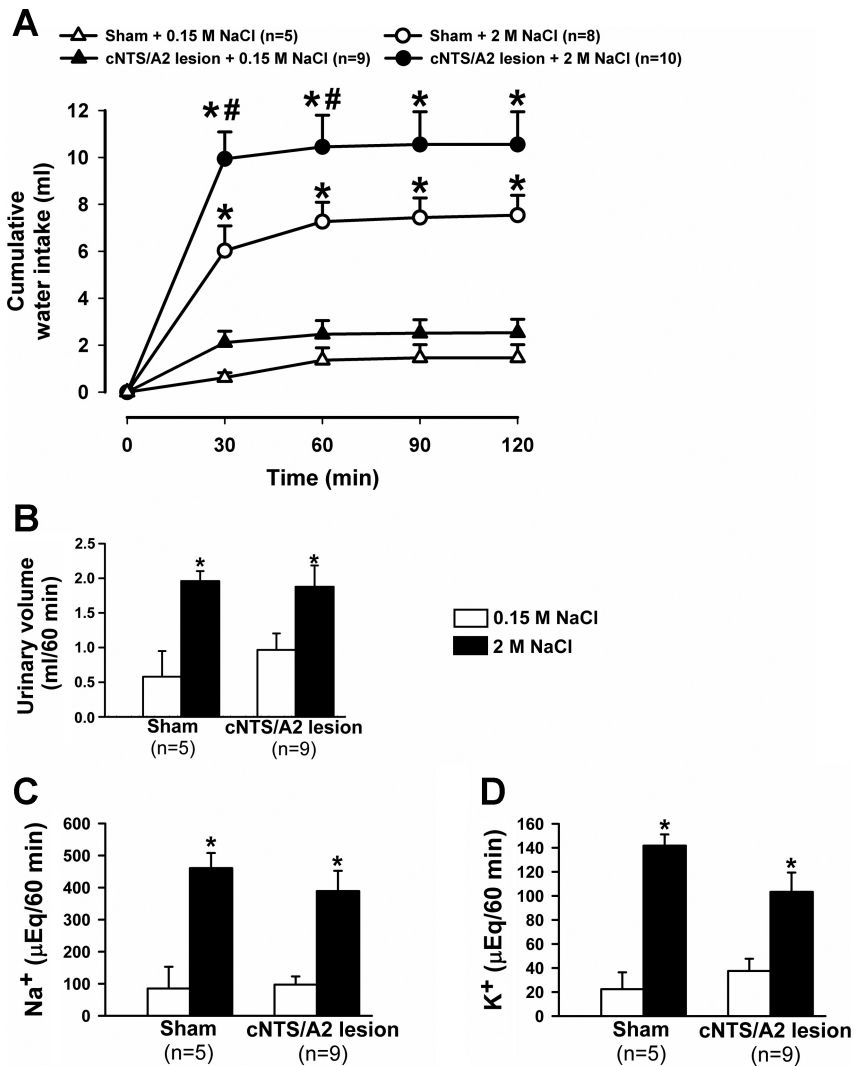 A
Sham + 0.15 M NaCl (n=5)
Sham + 2 M NaCl (n=8)
cNTS/A2 lesion + 0.15 M NaCl (n=9)
cNTS/A2 lesion + 2 M NaCl (n=10)
Cumulative
water intake (ml)
12
10
8
6
4
2
0
*#
*#
*
*
*
*
*
*
0
30
60
90
120
Time (min)
B
Urinary volume
(ml/60 min)
2.5
2.0
1.5
1.0
0.5
0.0
*
*
Sham
cNTS/A2 lesion
(n=5)
(n=9)
0.15 M NaCl
2 M NaCl
C
Na+ (µEq/60 min)
600
500
400
300
200
100
0
*
*
Sham
cNTS/A2 lesion
(n=5)
(n=9)
D
K+ (µEq/60 min)
160
140
120
100
80
60
40
20
0
*
*
Sham
cNTS/A2 lesion
(n=5)
(n=9)